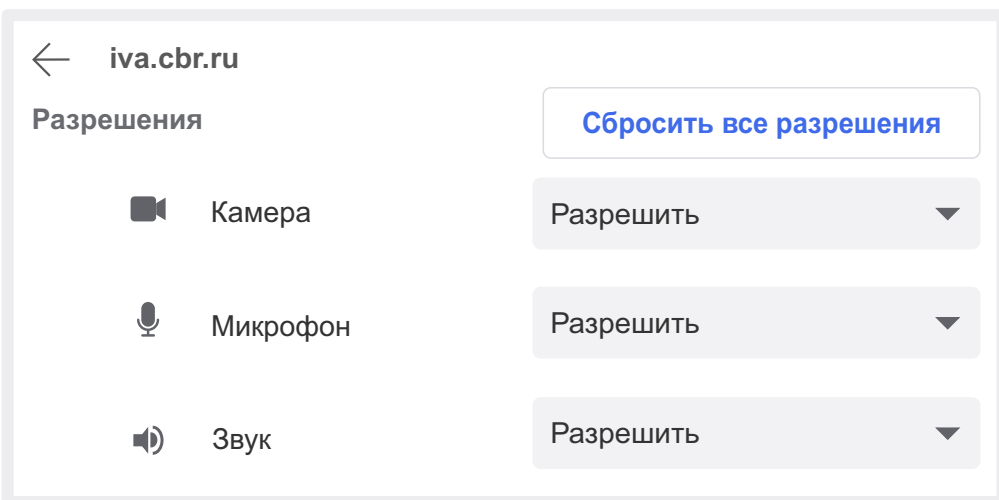 iva.cbr.ru
Разрешения
Сбросить все разрешения
Камера
Разрешить
Микрофон
Разрешить
Звук
Разрешить